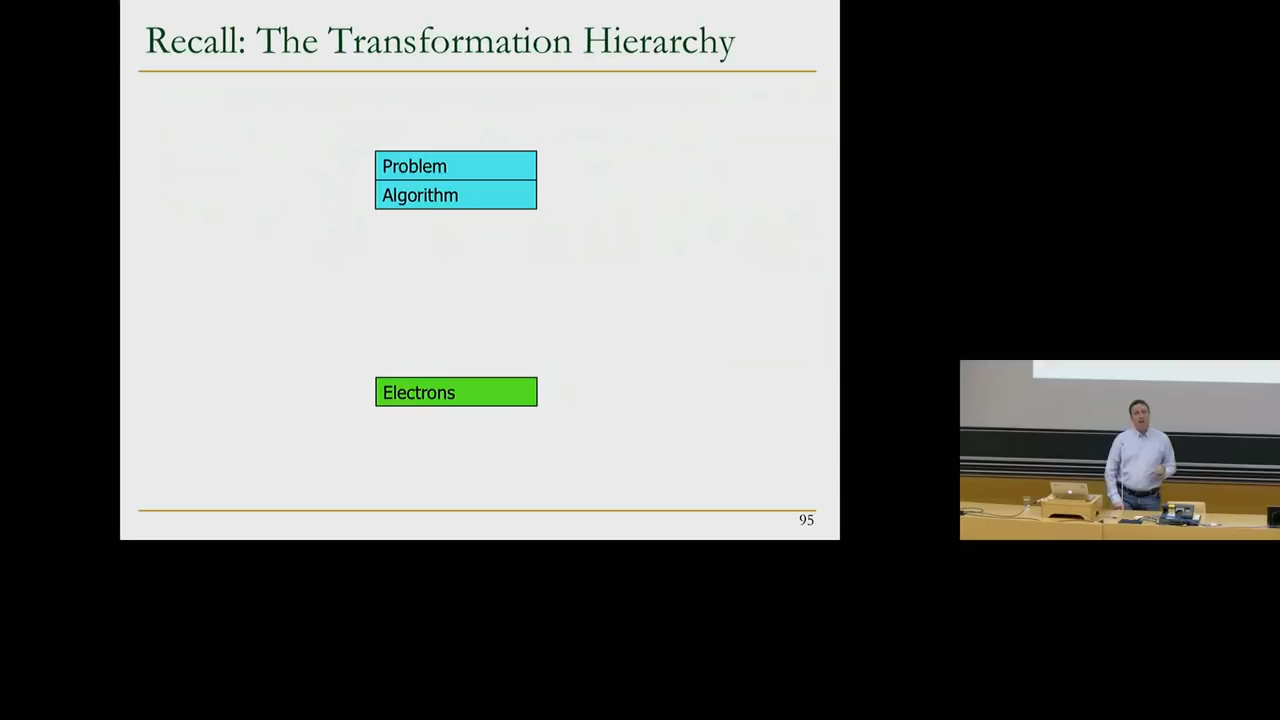 Recall: The Transformation Hierarchy
Problem
Algorithm
Electrons
95